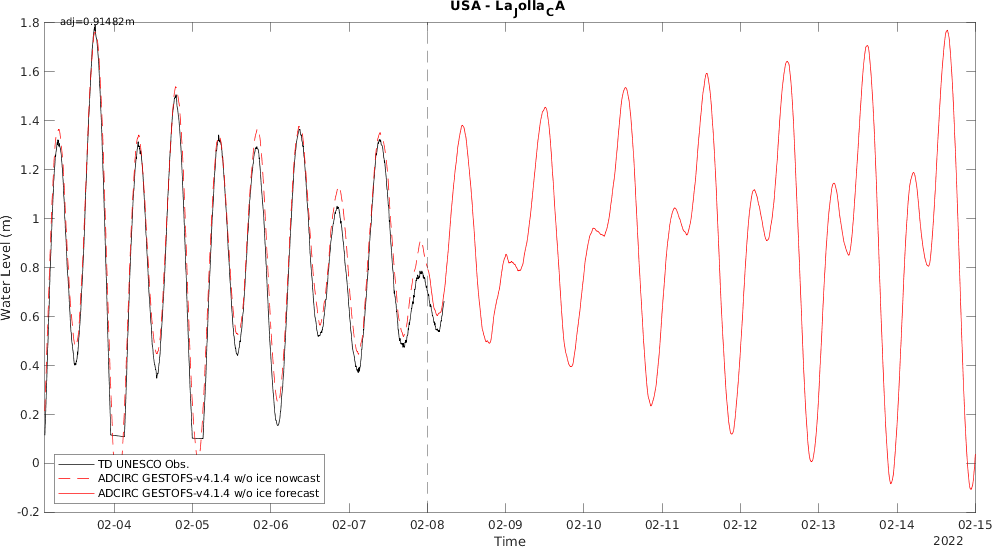 USA - LaJollaCA
adj=0.91482m
1.8
1.6
1.4
1.2
1
0.8
0.6
0.4
0.2
0
-0.2
Water Level (m)
TD UNESCO Obs.
ADCIRC GESTOFS-v4.1.4 w/o ice nowcast
ADCIRC GESTOFS-v4.1.4 w/o ice forecast
02-04 02-05 02-06 02-07 02-08 02-09 02-10 02-11 02-12 02-13 02-14 02-15
Time
2022